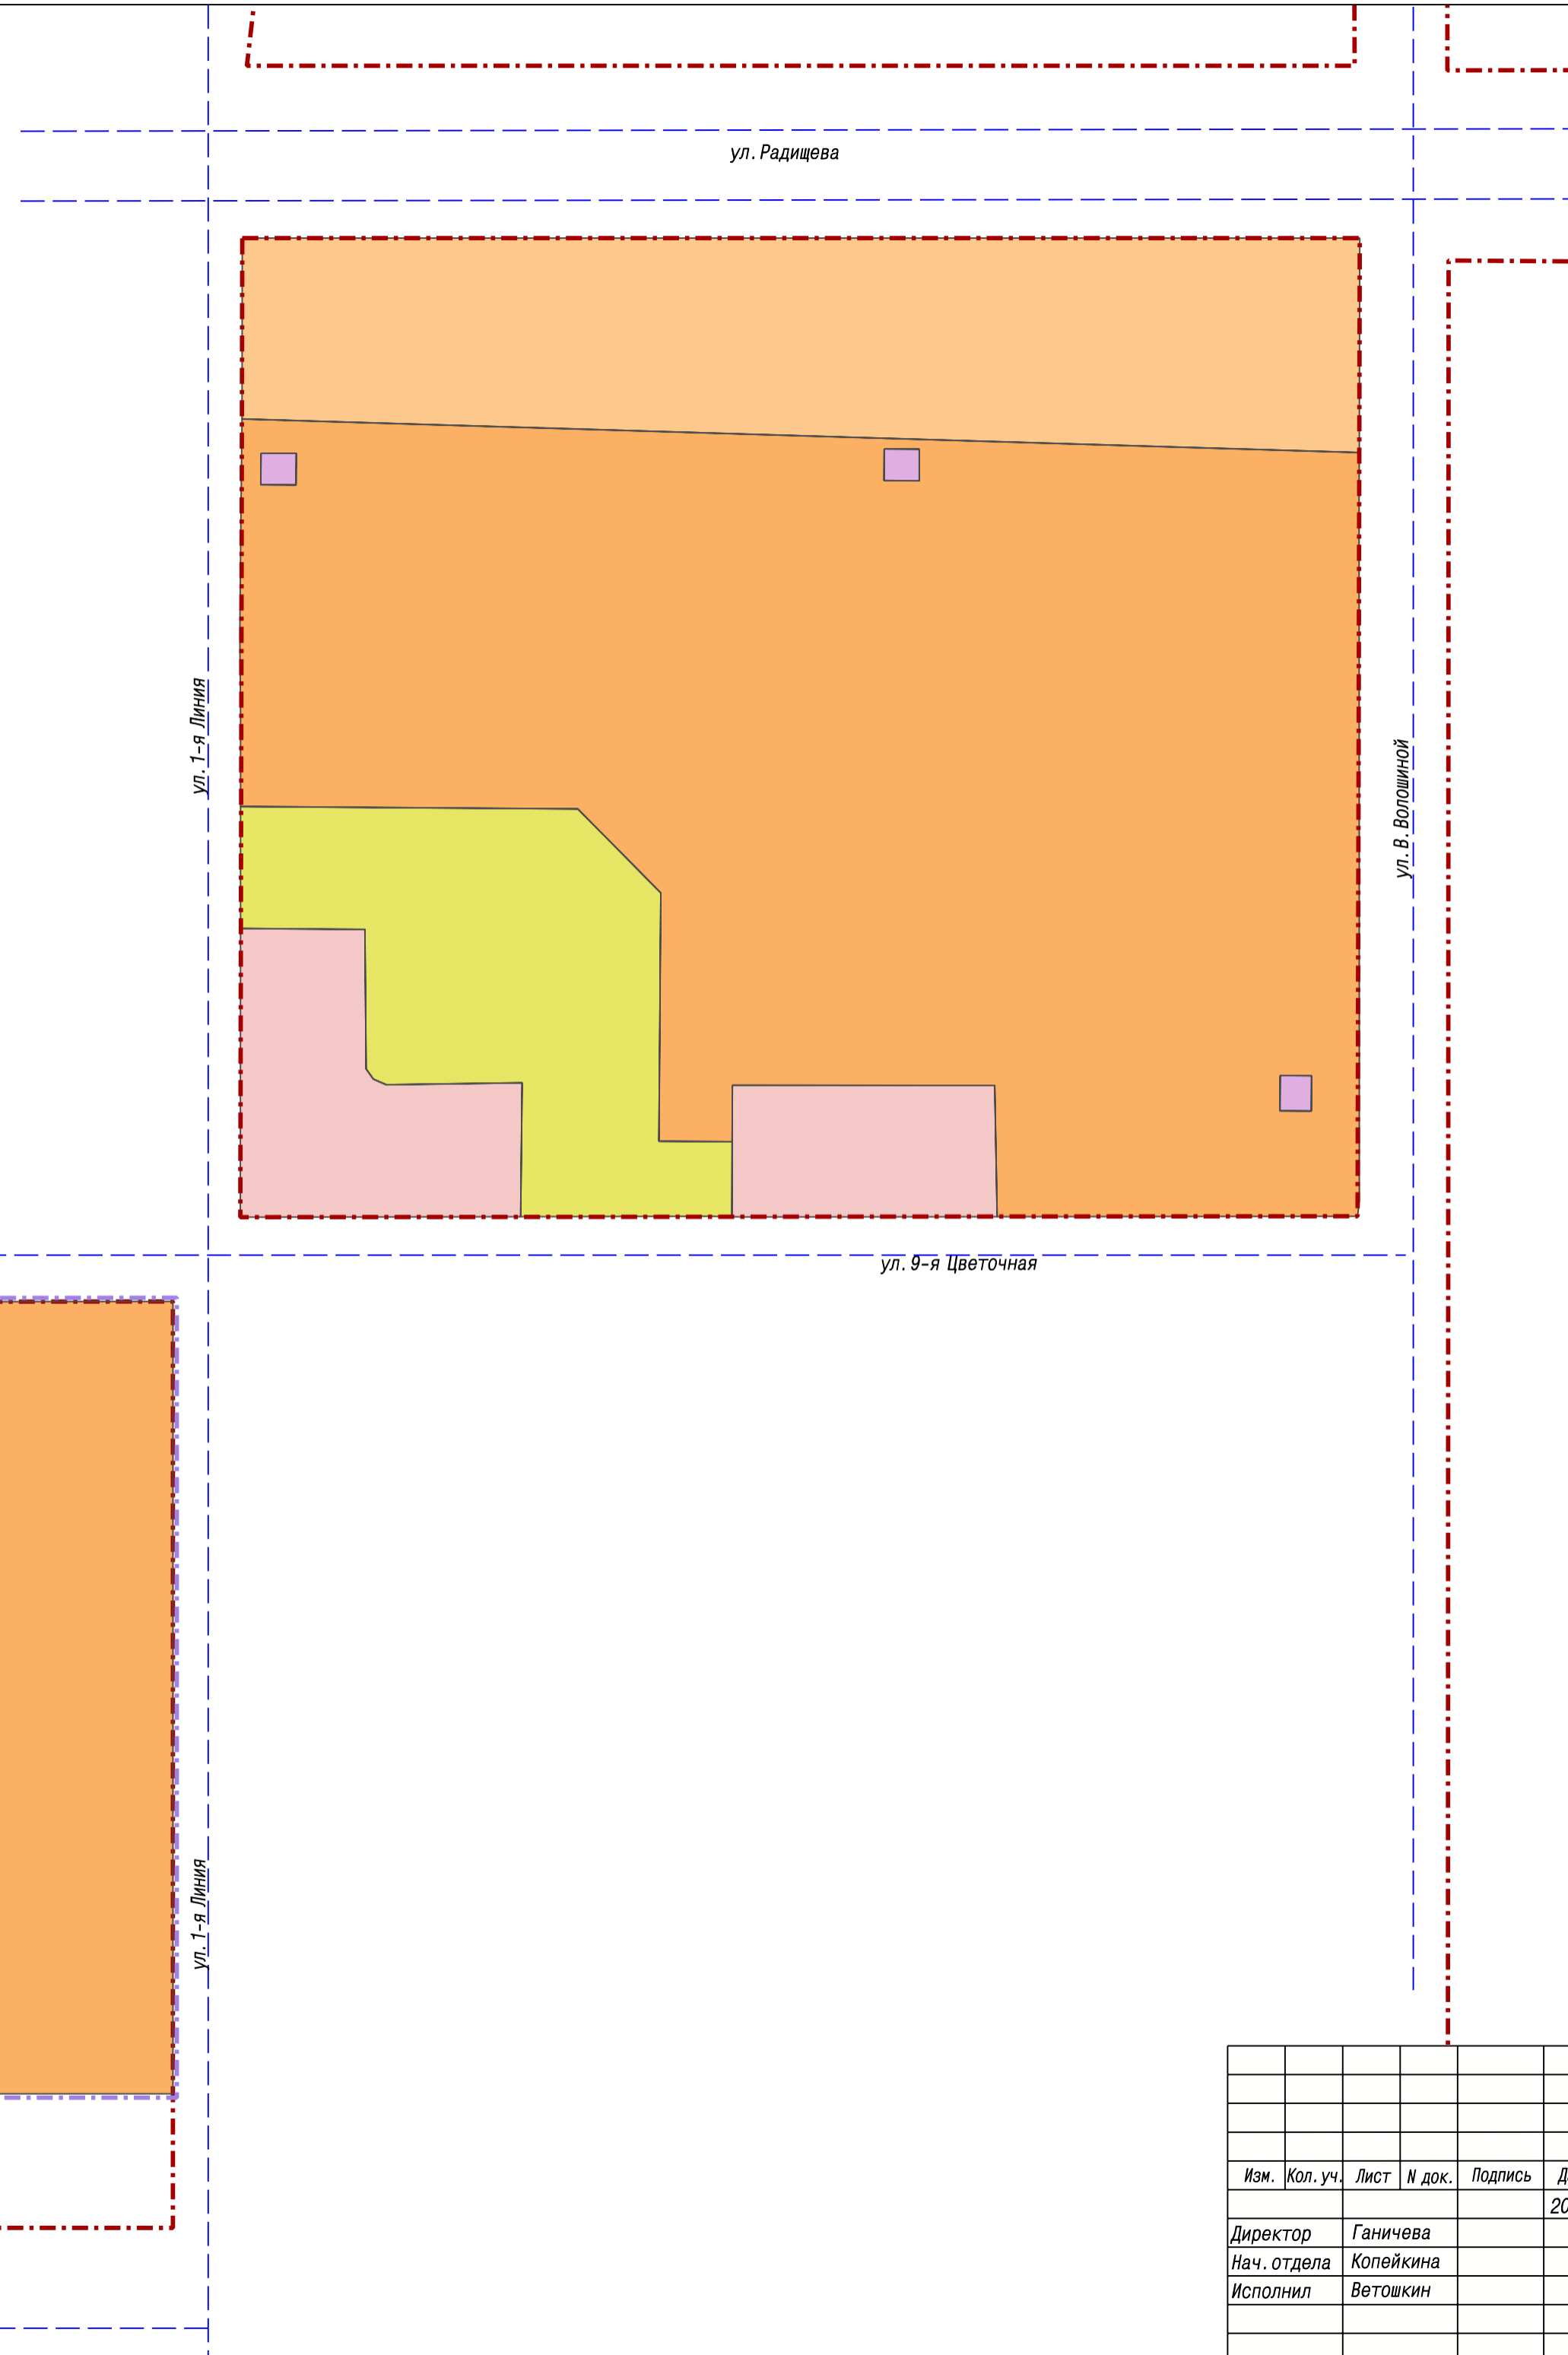 ул.Радищева
ул.1-я Линия
ул.В.Волошиной
ул.9-я Цветочная
ул.1-я Линия
Изм. Кол.уч. Лист N док. Подпись
20
Директор Ганичева
Нач.отдела Копейкина
Исполнил Ветошкин